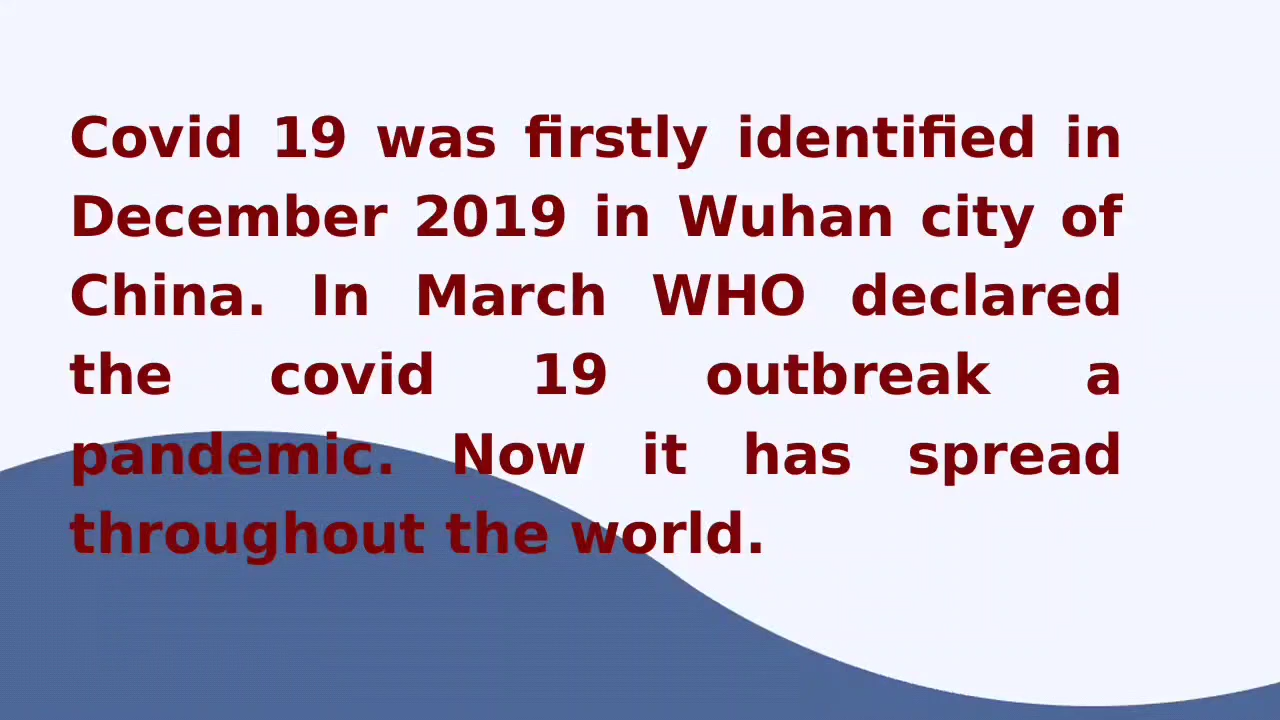 Covid 19 was firstly identified in
December 2019 in Wuhan city of
China. In March WHO declared
the covid 19 outbreak a
pandemic. Now it has spread
throughout the world.